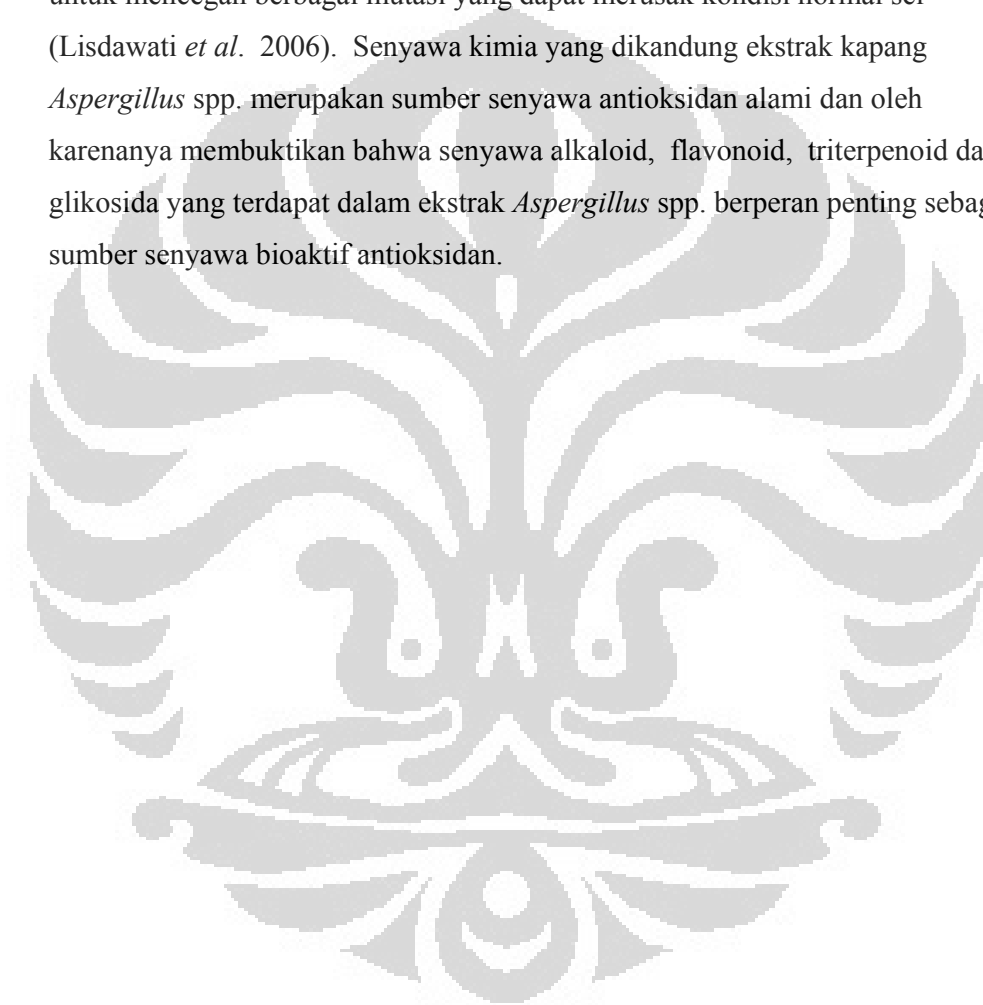 untuk mencegah berbagai mutasi yang dapat merusak kondisi normal sel
(Lisdawati et al. 2006). Senyawa kimia yang dikandung ekstrak kapang
Aspergillus spp. merupakan sumber senyawa antioksidan alami dan oleh
karenanya membuktikan bahwa senyawa alkaloid, flavonoid, triterpenoid da
glikosida yang terdapat dalam ekstrak Aspergillus spp. berperan penting sebag
sumber senyawa bioaktif antioksidan.